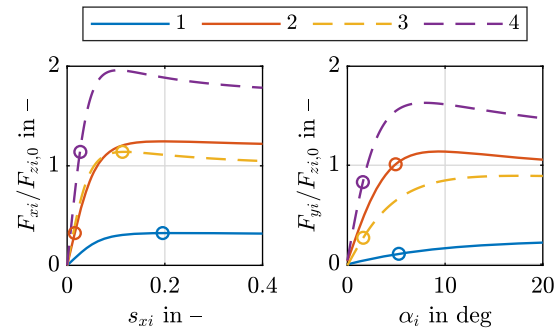 1 2 3 4
2
1
0
F_{xi}/F_{zi,0} in –
0 0.2 0.4
s_{xi} in –
2
1
0
F_{yi}/F_{zi,0} in –
0 10 20
α_i in deg